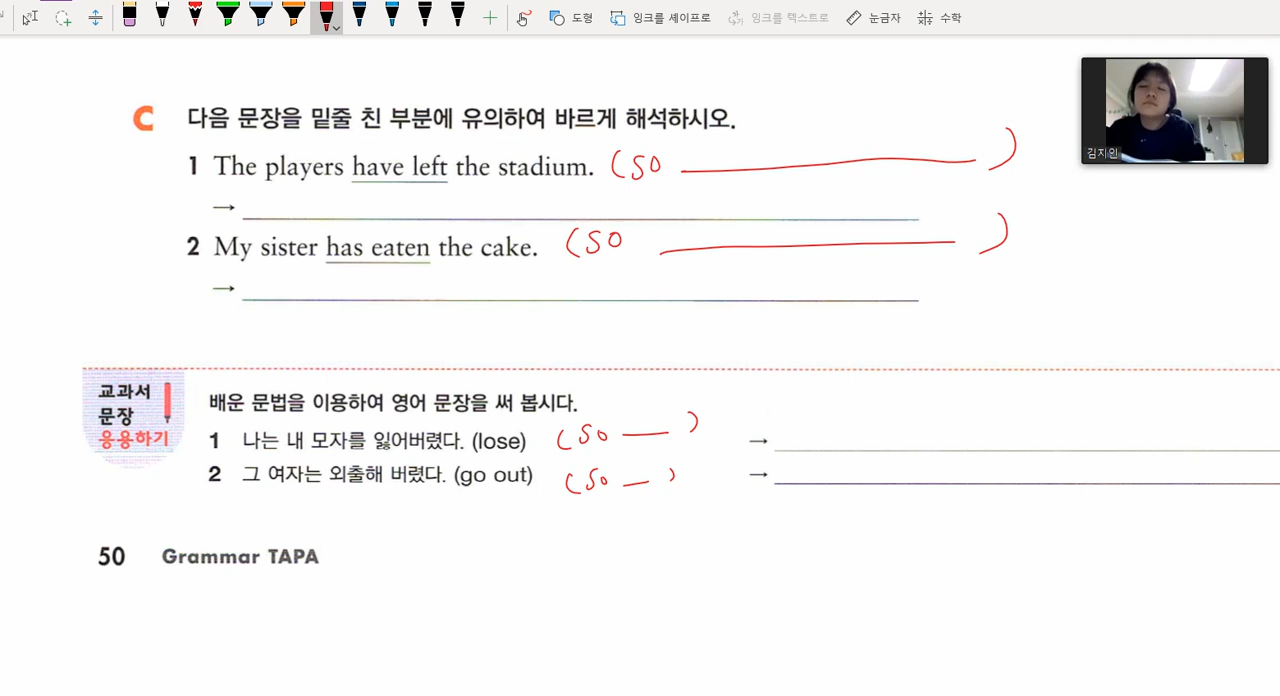 도형 잉크를 셰이프로 잉크를 텍스트로 눈금자 수학
김지인
C 다음 문장을 밑줄 친 부분에 유의하여 바르게 해석하시오.
1 The players have left the stadium. (so ________ )
→
2 My sister has eaten the cake. (so ________ )
→
교과서
문장
응용하기
배운 문법을 이용하여 영어 문장을 써 봅시다.
1 나는 내 모자를 잃어버렸다. (lose) (so __ ) →
2 그 여자는 외출해 버렸다. (go out) (so _ ) →
50 Grammar TAPA